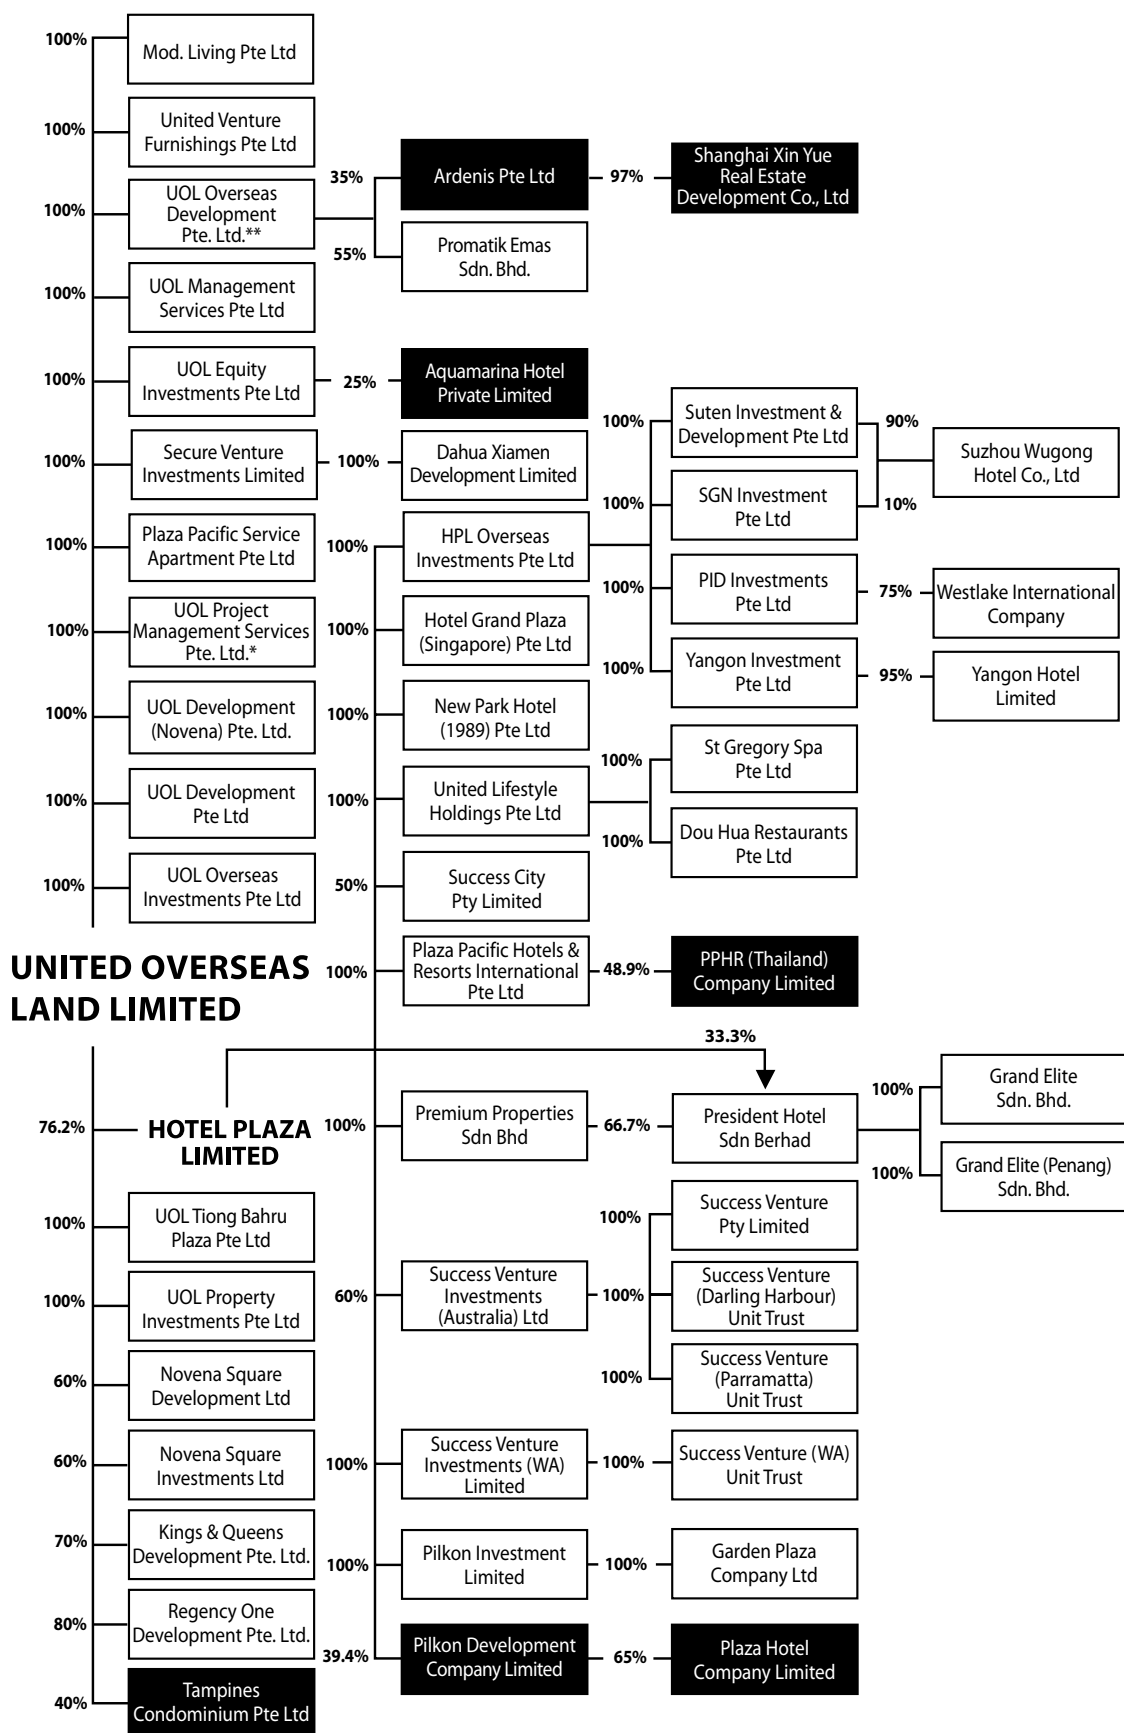 100%
Mod. Living Pte Ltd
100%
United Venture
Furnishings Pte Ltd
100%
UOL Overseas
Development
Pte. Ltd.**
35%
Ardenis Pte Ltd
97%
Shanghai Xin Yue
Real Estate
Development Co., Ltd
55%
Promatik Emas
Sdn. Bhd.
100%
UOL Management
Services Pte Ltd
100%
UOL Equity
Investments Pte Ltd
25%
Aquamarina Hotel
Private Limited
100%
Secure Venture
Investments Limited
100%
Dahua Xiamen
Development Limited
100%
Suten Investment &
Development Pte Ltd
90%
Suzhou Wugong
Hotel Co., Ltd
100%
SGN Investment
Pte Ltd
10%
100%
Plaza Pacific Service
Apartment Pte Ltd
100%
HPL Overseas
Investments Pte Ltd
100%
PID Investments
Pte Ltd
75%
Westlake International
Company
100%
UOL Project
Management Services
Pte. Ltd.*
100%
Hotel Grand Plaza
(Singapore) Pte Ltd
100%
Yangon Investment
Pte Ltd
95%
Yangon Hotel
Limited
100%
UOL Development
(Novena) Pte. Ltd.
100%
New Park Hotel
(1989) Pte Ltd
100%
St Gregory Spa
Pte Ltd
100%
UOL Development
Pte Ltd
100%
United Lifestyle
Holdings Pte Ltd
100%
Dou Hua Restaurants
Pte Ltd
100%
UOL Overseas
Investments Pte Ltd
50%
Success City
Pty Limited
UNITED OVERSEAS
LAND LIMITED
100%
Plaza Pacific Hotels &
Resorts International
Pte Ltd
48.9%
PPHR (Thailand)
Company Limited
33.3%
76.2%
HOTEL PLAZA
LIMITED
100%
Premium Properties
Sdn Bhd
66.7%
President Hotel
Sdn Berhad
100%
Grand Elite
Sdn. Bhd.
100%
Grand Elite (Penang)
Sdn. Bhd.
100%
UOL Tiong Bahru
Plaza Pte Ltd
100%
Success Venture
Pty Limited
100%
UOL Property
Investments Pte Ltd
60%
Success Venture
Investments
(Australia) Ltd
100%
Success Venture
(Darling Harbour)
Unit Trust
60%
Novena Square
Development Ltd
100%
Success Venture
(Parramatta)
Unit Trust
60%
Novena Square
Investments Ltd
100%
Success Venture
Investments (WA)
Limited
100%
Success Venture (WA)
Unit Trust
70%
Kings & Queens
Development Pte. Ltd.
100%
Pilkon Investment
Limited
100%
Garden Plaza
Company Ltd
80%
Regency One
Development Pte. Ltd.
39.4%
Pilkon Development
Company Limited
65%
Plaza Hotel
Company Limited
40%
Tampines
Condominium Pte Ltd